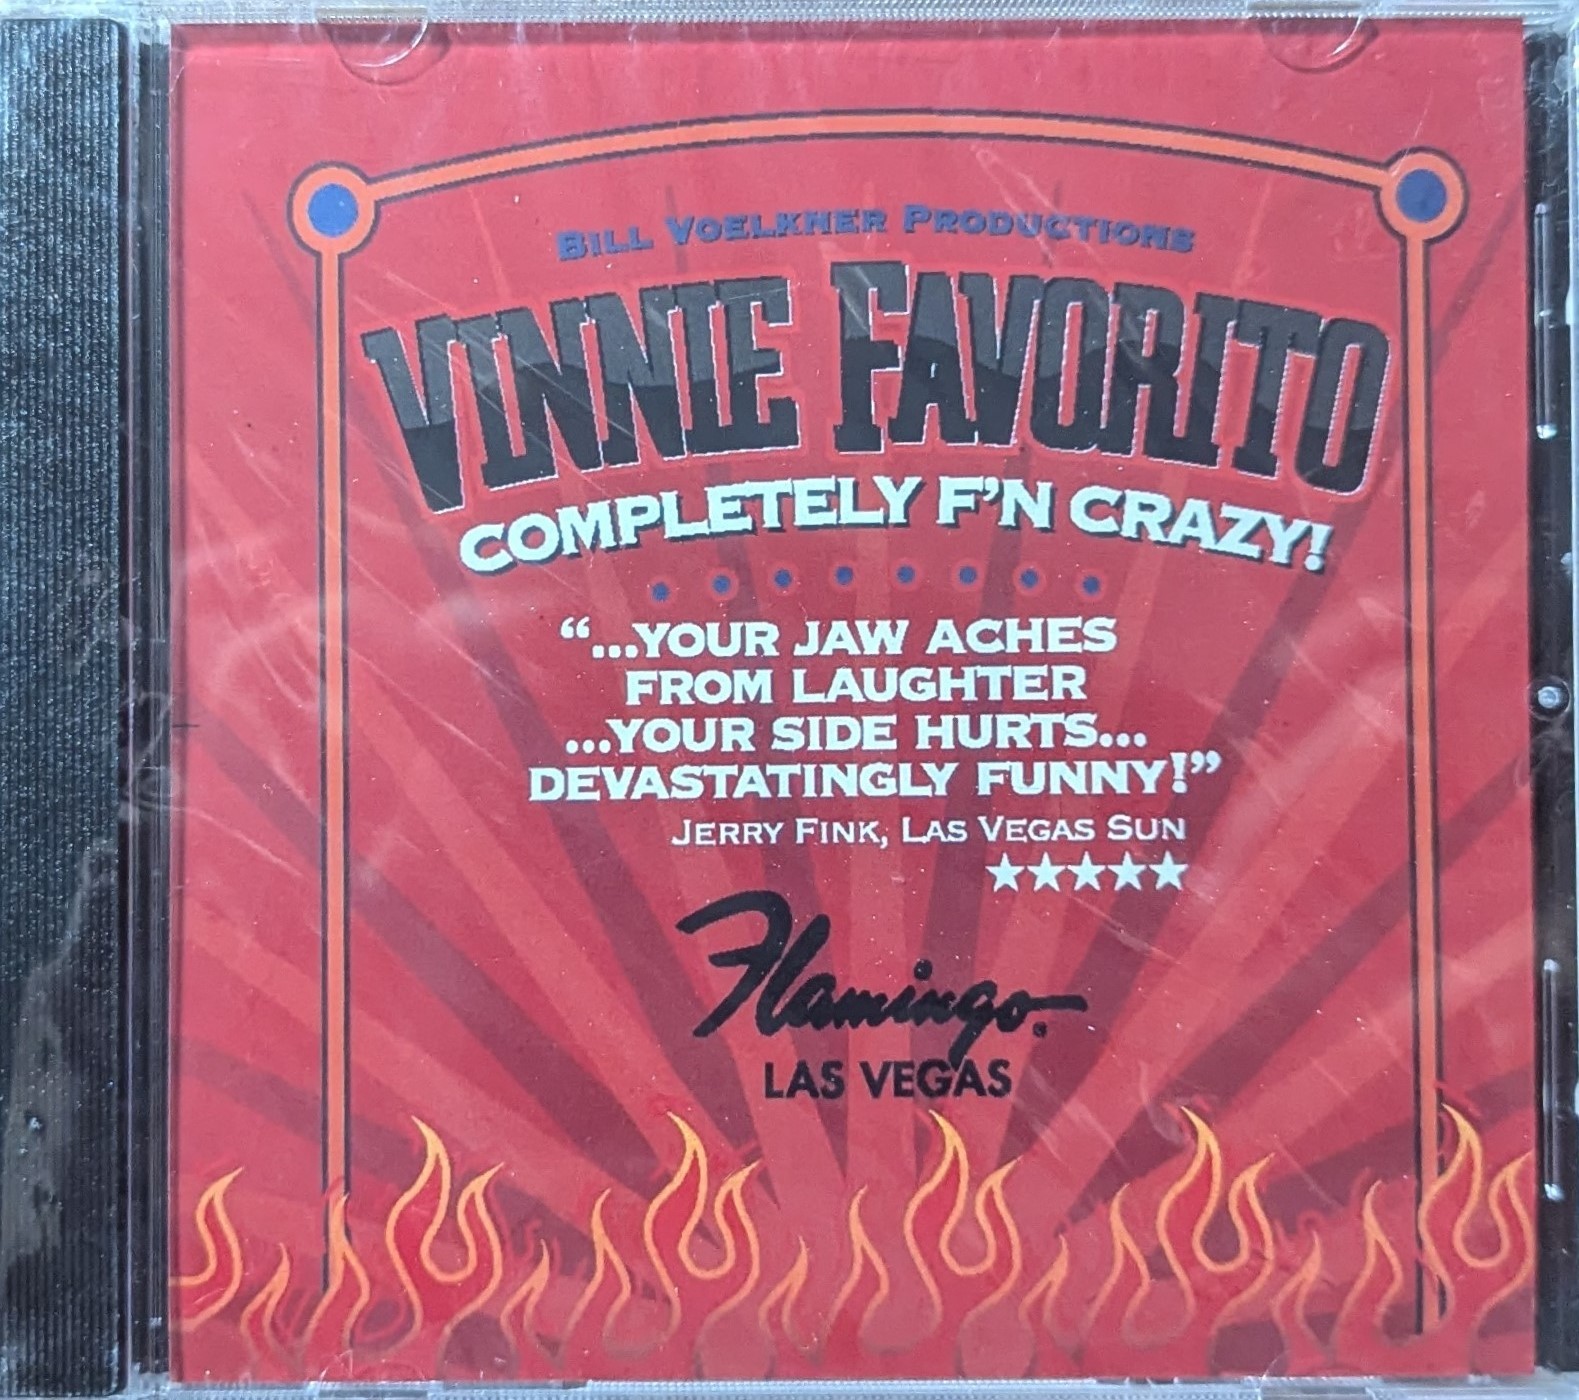 BILL VOELKNER PRODUCTIONS
VINNIE FAVORITO
COMPLETELY F'N CRAZY!
“...YOUR JAW ACHES
FROM LAUGHTER
...YOUR SIDE HURTS...
DEVASTATINGLY FUNNY!”
JERRY FINK, LAS VEGAS SUN
★★★★★
Flamingo®
LAS VEGAS